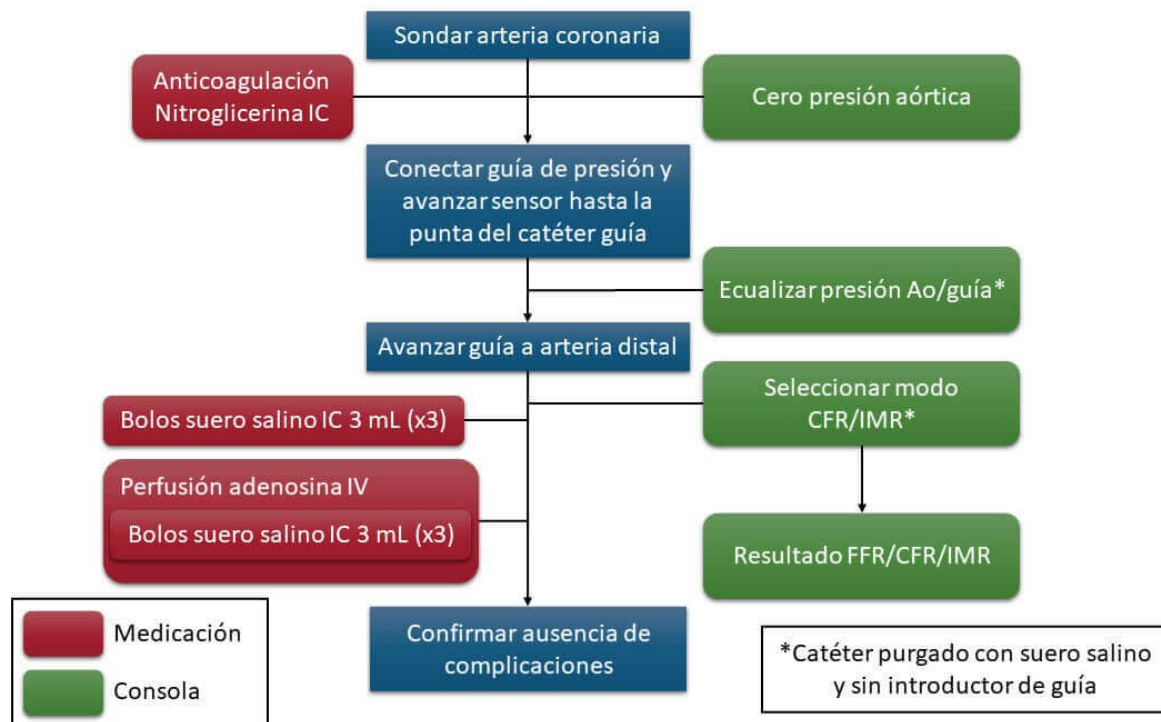 Sondar arteria coronaria
Anticoagulación
Nitroglicerina IC
Cero presión aórtica
Conectar guía de presión y
avanzar sensor hasta la
punta del catéter guía
Ecualizar presión Ao/guía*
Avanzar guía a arteria distal
Seleccionar modo
CFR/IMR*
Bolos suero salino IC 3 mL (x3)
Perfusión adenosina IV
Bolos suero salino IC 3 mL (x3)
Resultado FFR/CFR/IMR
Confirmar ausencia de
complicaciones
Medicación
Consola
*Catéter purgado con suero salino
y sin introductor de guía